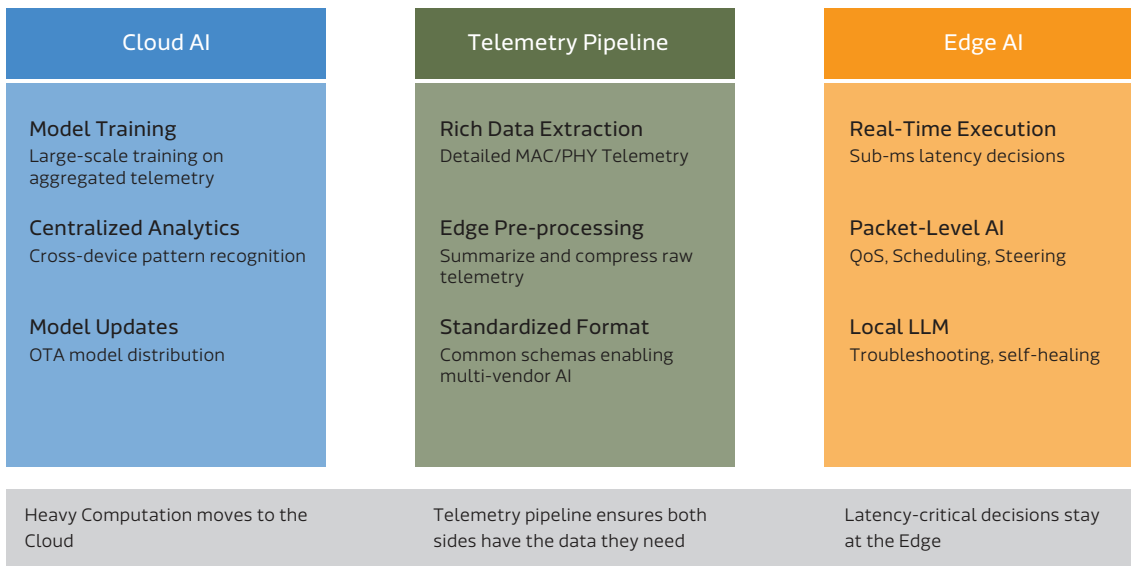 Cloud AI
Model Training
Large-scale training on
aggregated telemetry
Centralized Analytics
Cross-device pattern recognition
Model Updates
OTA model distribution
Heavy Computation moves to the
Cloud
Telemetry Pipeline
Rich Data Extraction
Detailed MAC/PHY Telemetry
Edge Pre-processing
Summarize and compress raw
telemetry
Standardized Format
Common schemas enabling
multi-vendor AI
Telemetry pipeline ensures both
sides have the data they need
Edge AI
Real-Time Execution
Sub-ms latency decisions
Packet-Level AI
QoS, Scheduling, Steering
Local LLM
Troubleshooting, self-healing
Latency-critical decisions stay
at the Edge